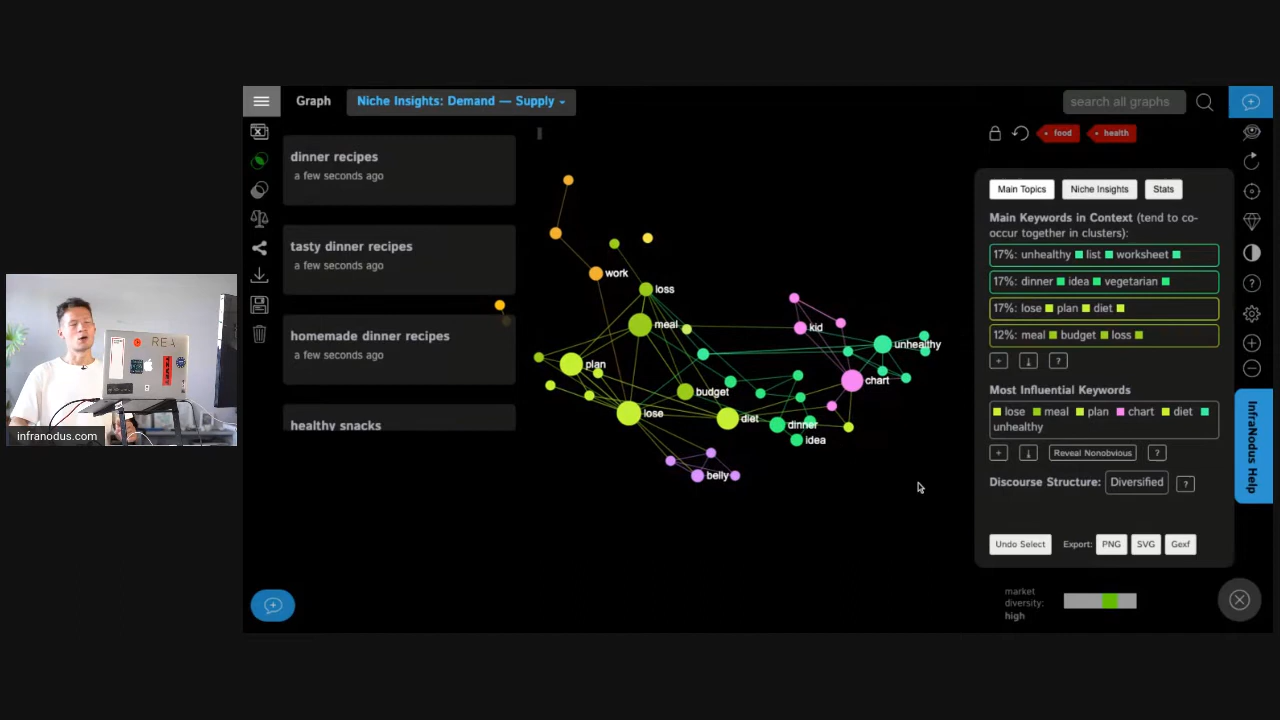 Graph
Niche Insights: Demand — Supply
search all graphs
food
health
dinner recipes
a few seconds ago
tasty dinner recipes
a few seconds ago
homemade dinner recipes
a few seconds ago
healthy snacks
work
loss
meal
kid
unhealthy
plan
chart
budget
lose
diet
dinner
idea
belly
Main Topics
Niche Insights
Stats
Main Keywords in Context (tend to co-
occur together in clusters):
17%: unhealthy list worksheet
17%: dinner idea vegetarian
17%: lose plan diet
12%: meal budget loss
+ ?
Most Influential Keywords
lose meal plan chart diet
unhealthy
+ Reveal Nonobvious ?
Discourse Structure: Diversified ?
Undo Select Export: PNG SVG Gexf
market
diversity:
high
InfraNodus Help
REA
infranodus.com